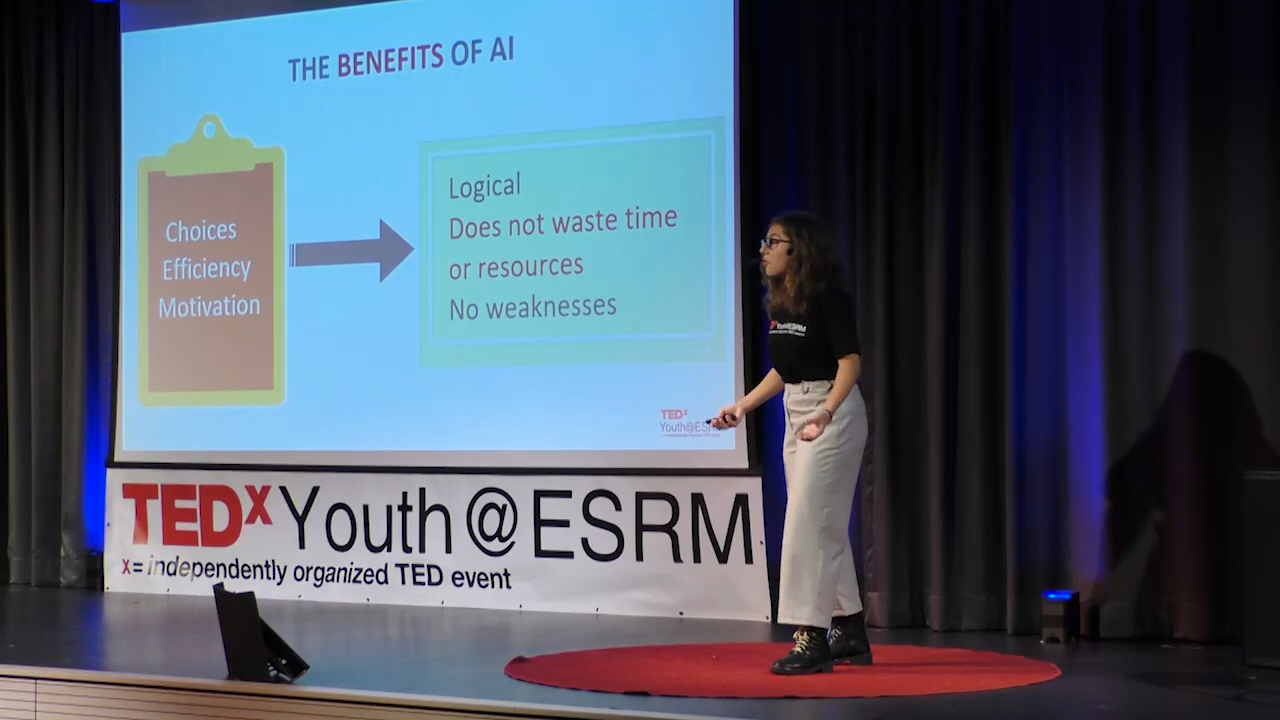 THE BENEFITS OF AI
Choices
Efficiency
Motivation
Logical
Does not waste time
or resources
No weaknesses
TEDx
Youth@ESRM
TEDx Youth@ESRM
x = independently organized TED event